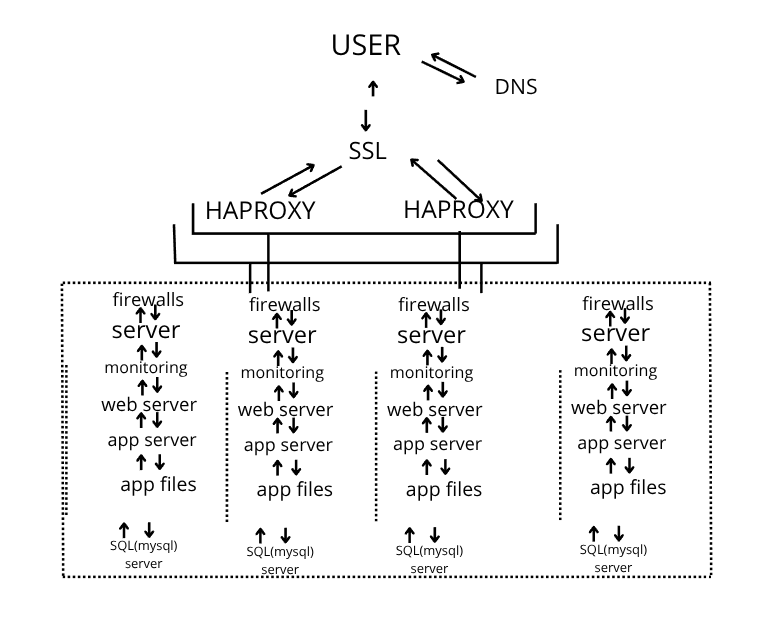 USER
DNS
SSL
HAPROXY HAPROXY
firewalls firewalls firewalls firewalls
server server server server
monitoring monitoring monitoring monitoring
web server web server web server web server
app server app server app server app server
app files app files app files app files
SQL(mysql) SQL(mysql) SQL(mysql) SQL(mysql)
server server server server